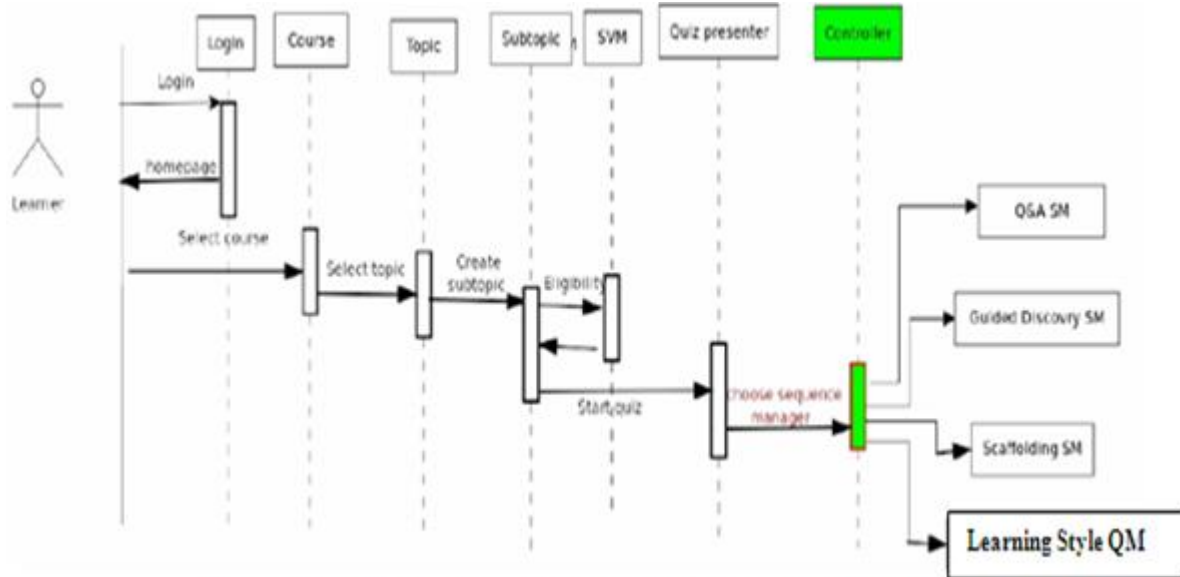 Login
Course
Topic
Subtopic
SVM
Quiz presenter
Controller
Login
homepage
Learner
Select course
Select topic
Create
subtopic
Eligibility
Start quiz
choose sequence
manager
Q&A SM
Guided Discovry SM
Scaffolding SM
Learning Style QM